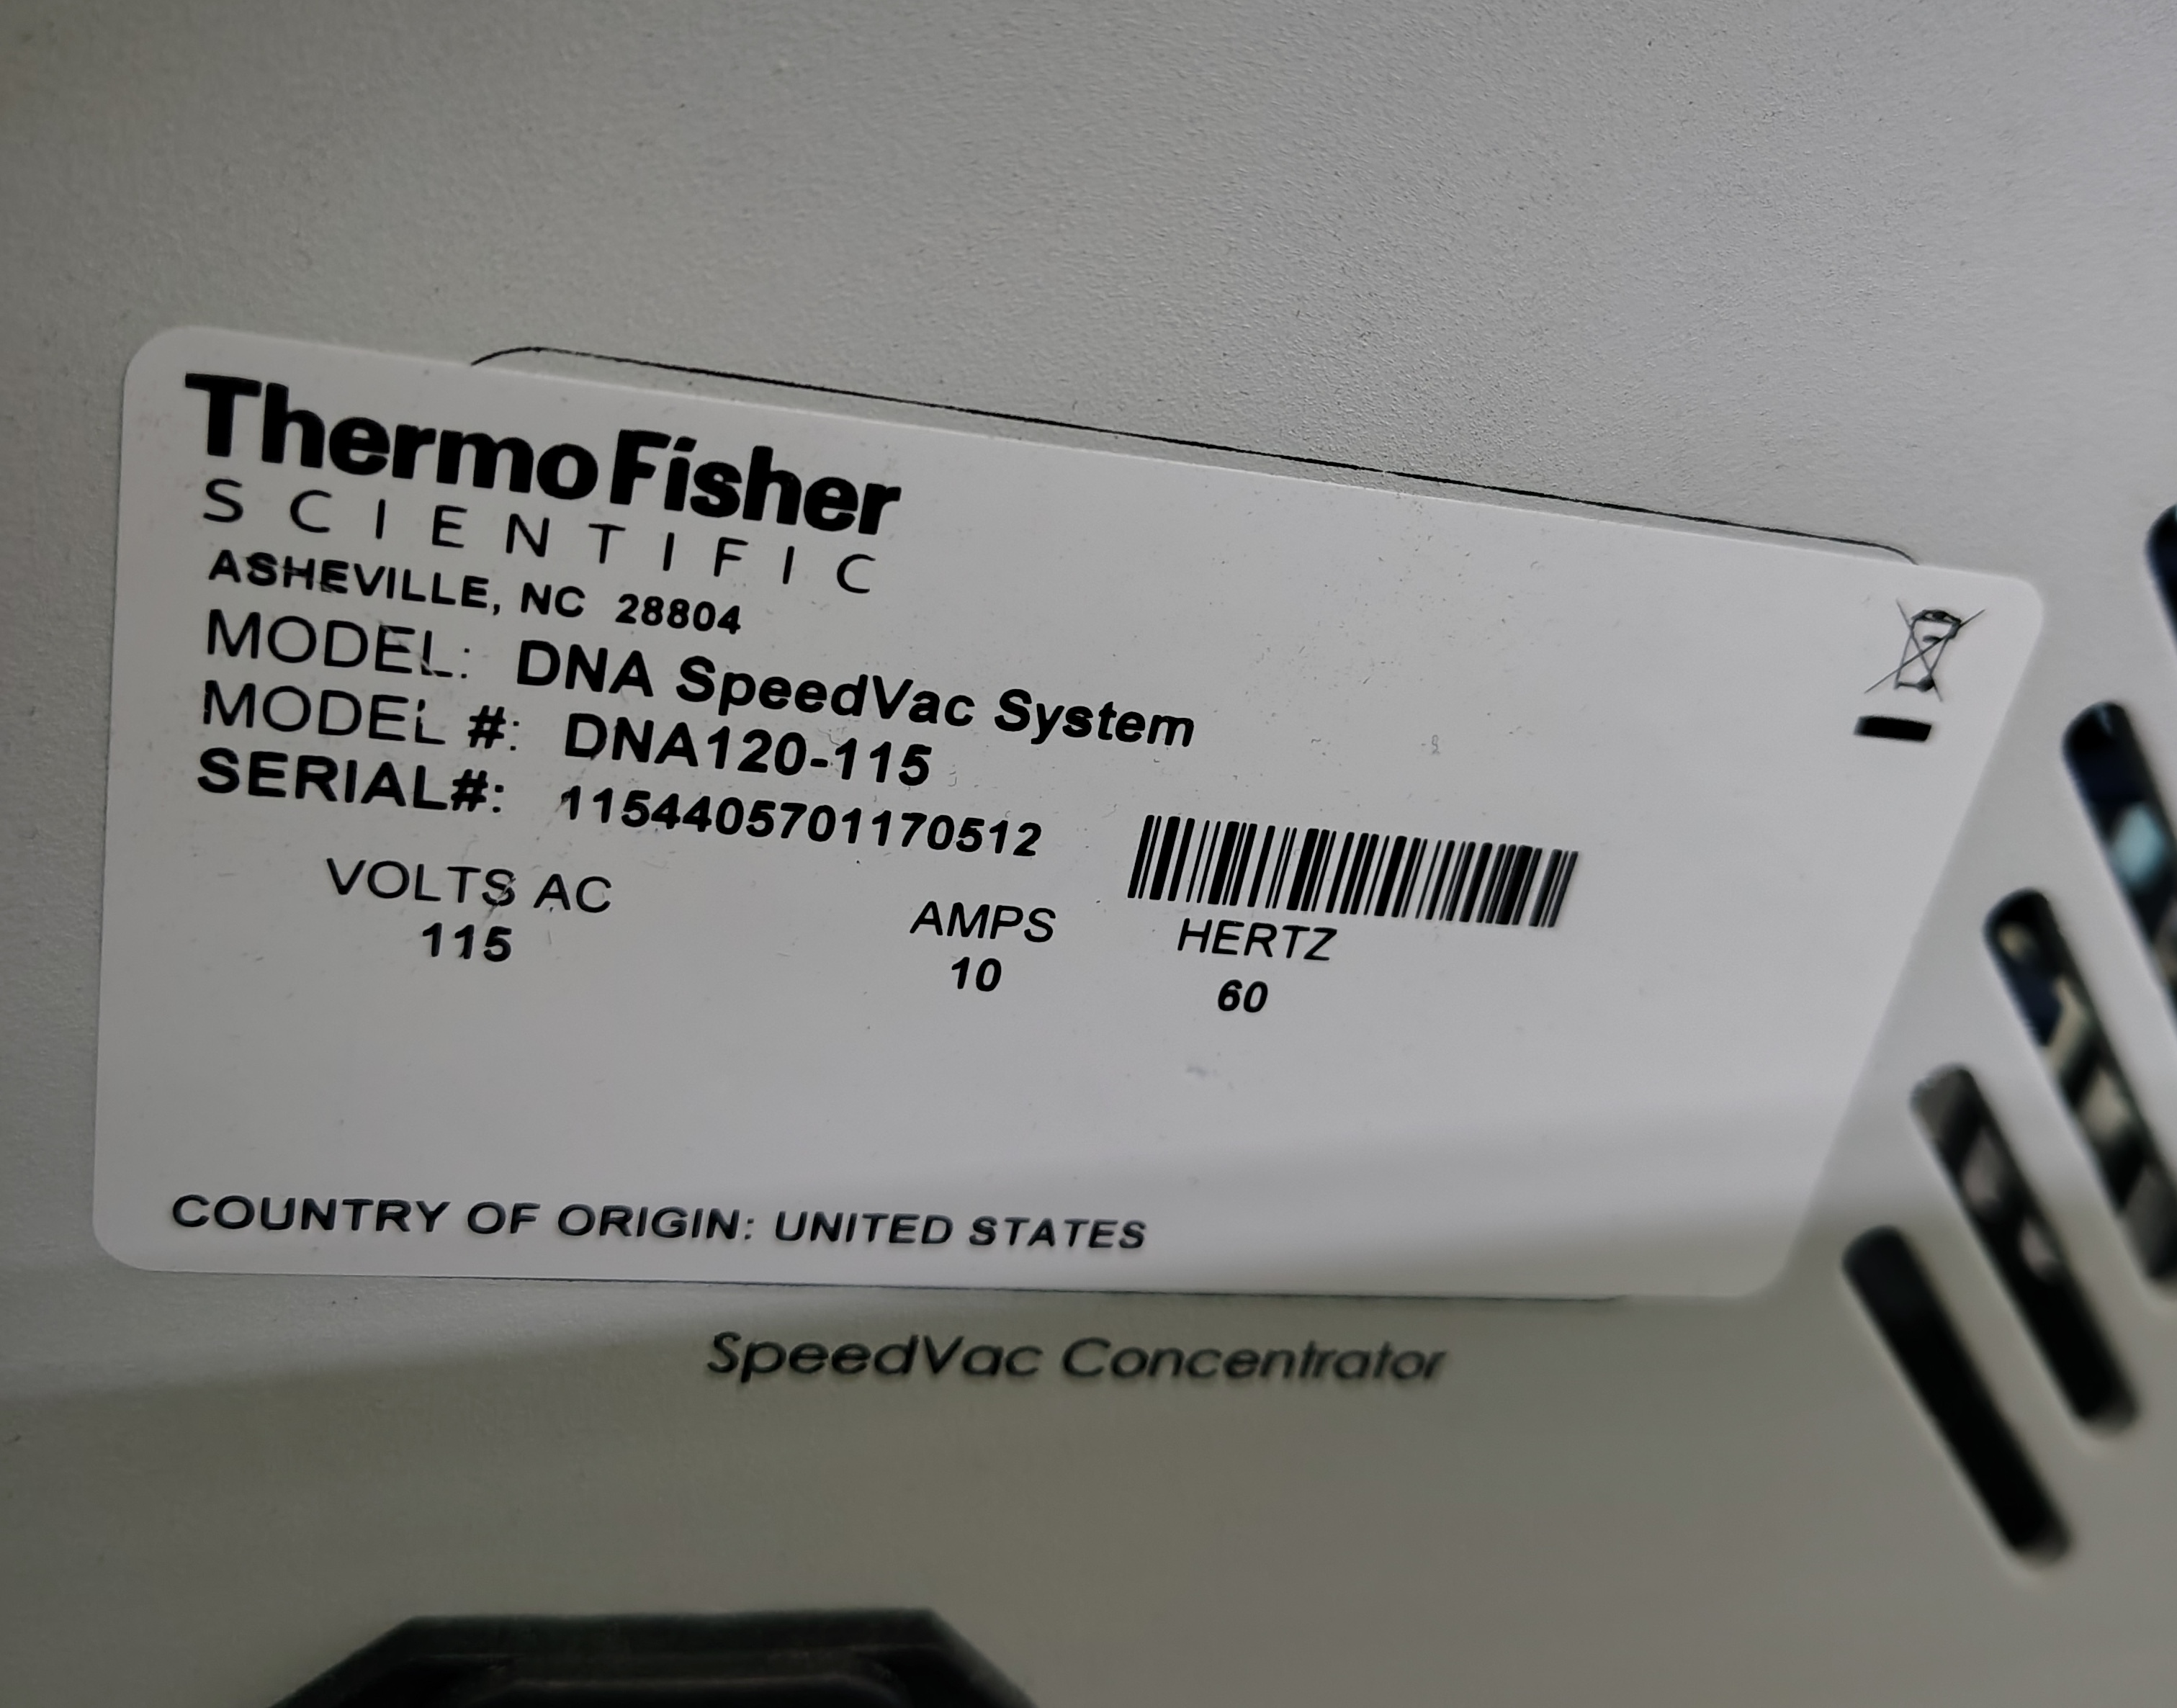 ThermoFisher
SCIENTIFIC
ASHEVILLE, NC 28804
MODEL: DNA SpeedVac System
MODEL #: DNA120-115
SERIAL#: 1154405701170512
VOLTS AC AMPS HERTZ
115 10 60
COUNTRY OF ORIGIN: UNITED STATES
SpeedVac Concentrator